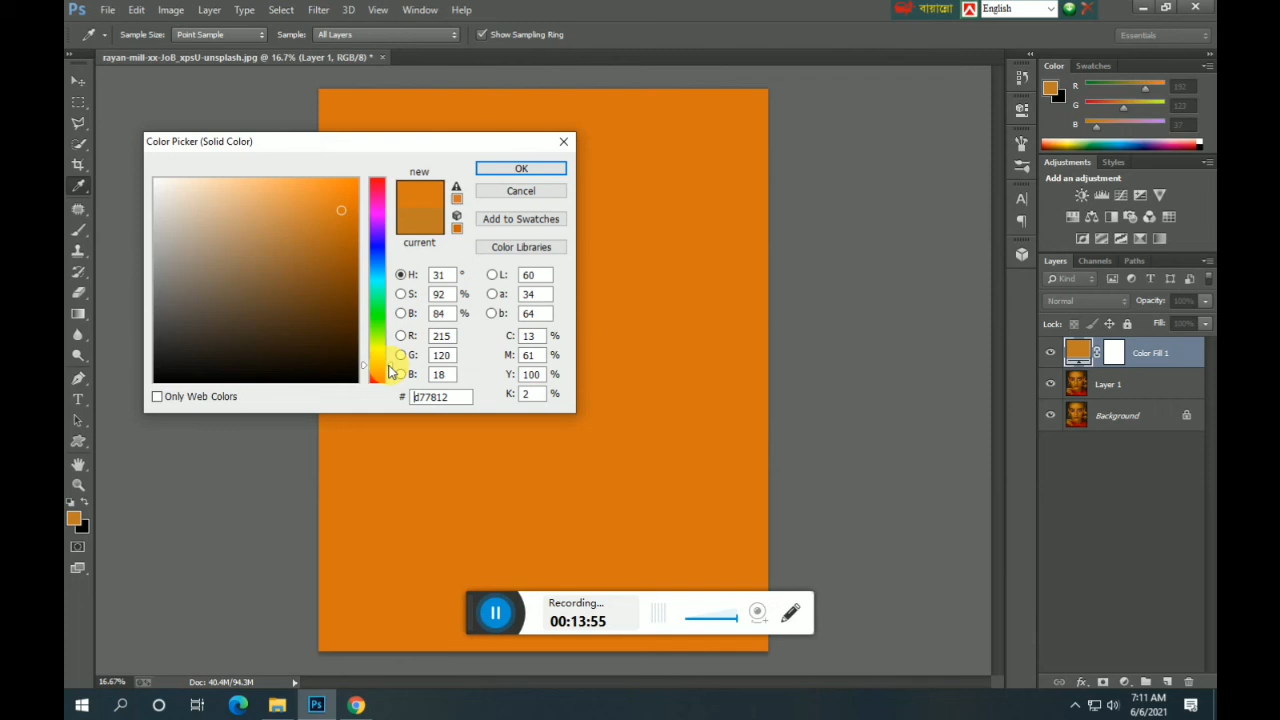 Ps File Edit Image Layer Type Select Filter 3D View Window Help
বায়ান্নো English
Sample Size: Point Sample Sample: All Layers Show Sampling Ring Essentials
rayan-mill-xx-JoB_xpsU-unsplash.jpg @ 16.7% (Layer 1, RGB/8) *
Color Swatches
R 192
G 123
B 37
Color Picker (Solid Color)
new
current
OK
Cancel
Add to Swatches
Color Libraries
H: 31 ° L: 60
S: 92 % a: 34
B: 84 % b: 64
R: 215 C: 13 %
G: 120 M: 61 %
B: 18 Y: 100 %
# d77812 K: 2 %
Only Web Colors
Adjustments Styles
Add an adjustment
Layers Channels Paths
Kind
Normal Opacity: 100%
Lock: Fill: 100%
Color Fill 1
Layer 1
Background
Recording...
00:13:55
16.67% Doc: 40.4M/94.3M
Ps
7:11 AM
6/6/2021